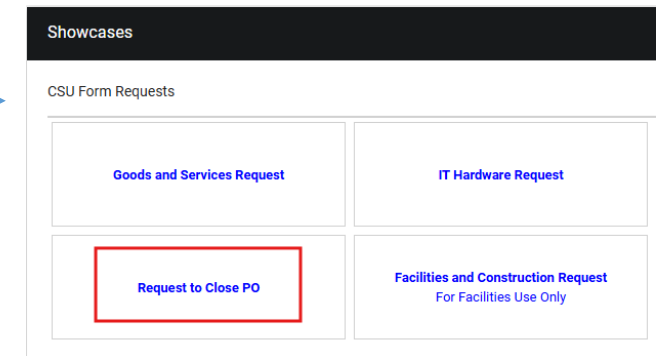 Showcases
CSU Form Requests
Goods and Services Request
IT Hardware Request
Request to Close PO
Facilities and Construction Request
For Facilities Use Only